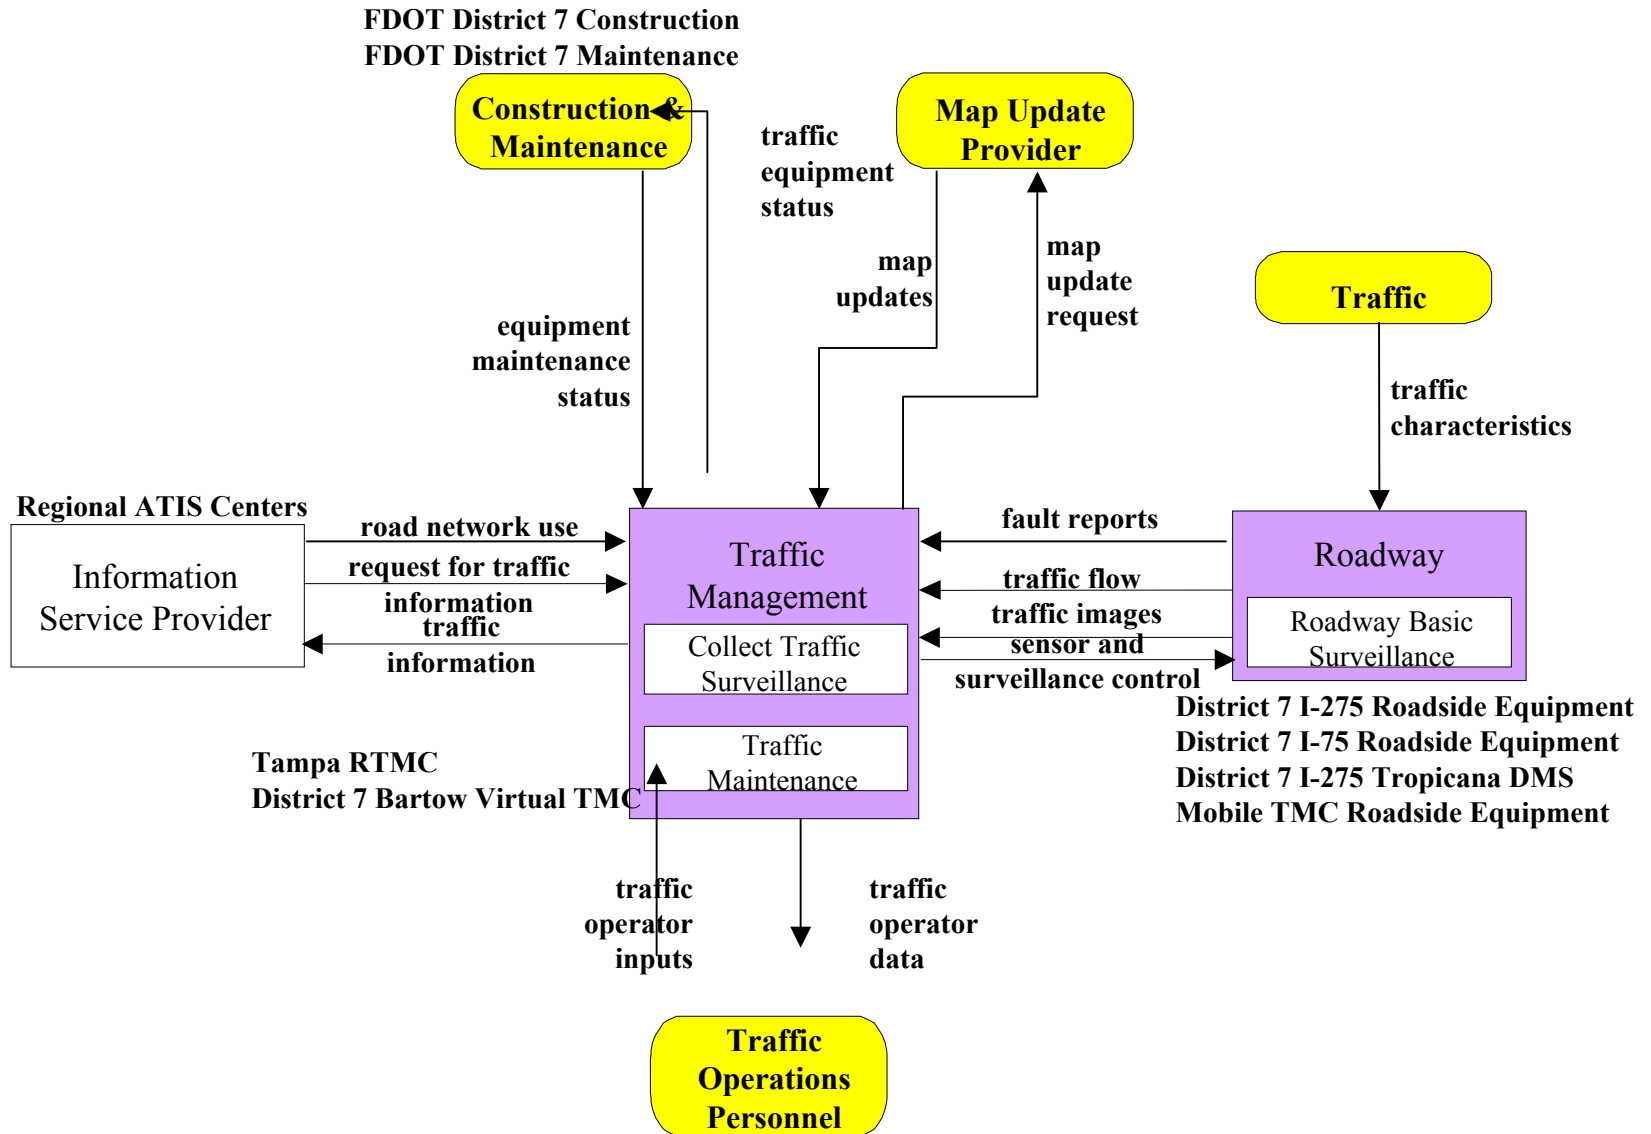 FDOT District 7 Construction
FDOT District 7 Maintenance
Construction &
Maintenance
Map Update
Provider
traffic
equipment
status
map
updates
map
update
request
Traffic
equipment
maintenance
status
traffic
characteristics
Regional ATIS Centers
Information
Service Provider
road network use
request for traffic
information
traffic
information
Traffic
Management
Collect Traffic
Surveillance
Traffic
Maintenance
fault reports
traffic flow
traffic images
sensor and
surveillance control
Roadway
Roadway Basic
Surveillance
District 7 I-275 Roadside Equipment
District 7 I-75 Roadside Equipment
District 7 I-275 Tropicana DMS
Mobile TMC Roadside Equipment
Tampa RTMC
District 7 Bartow Virtual TMC
traffic
operator
inputs
traffic
operator
data
Traffic
Operations
Personnel